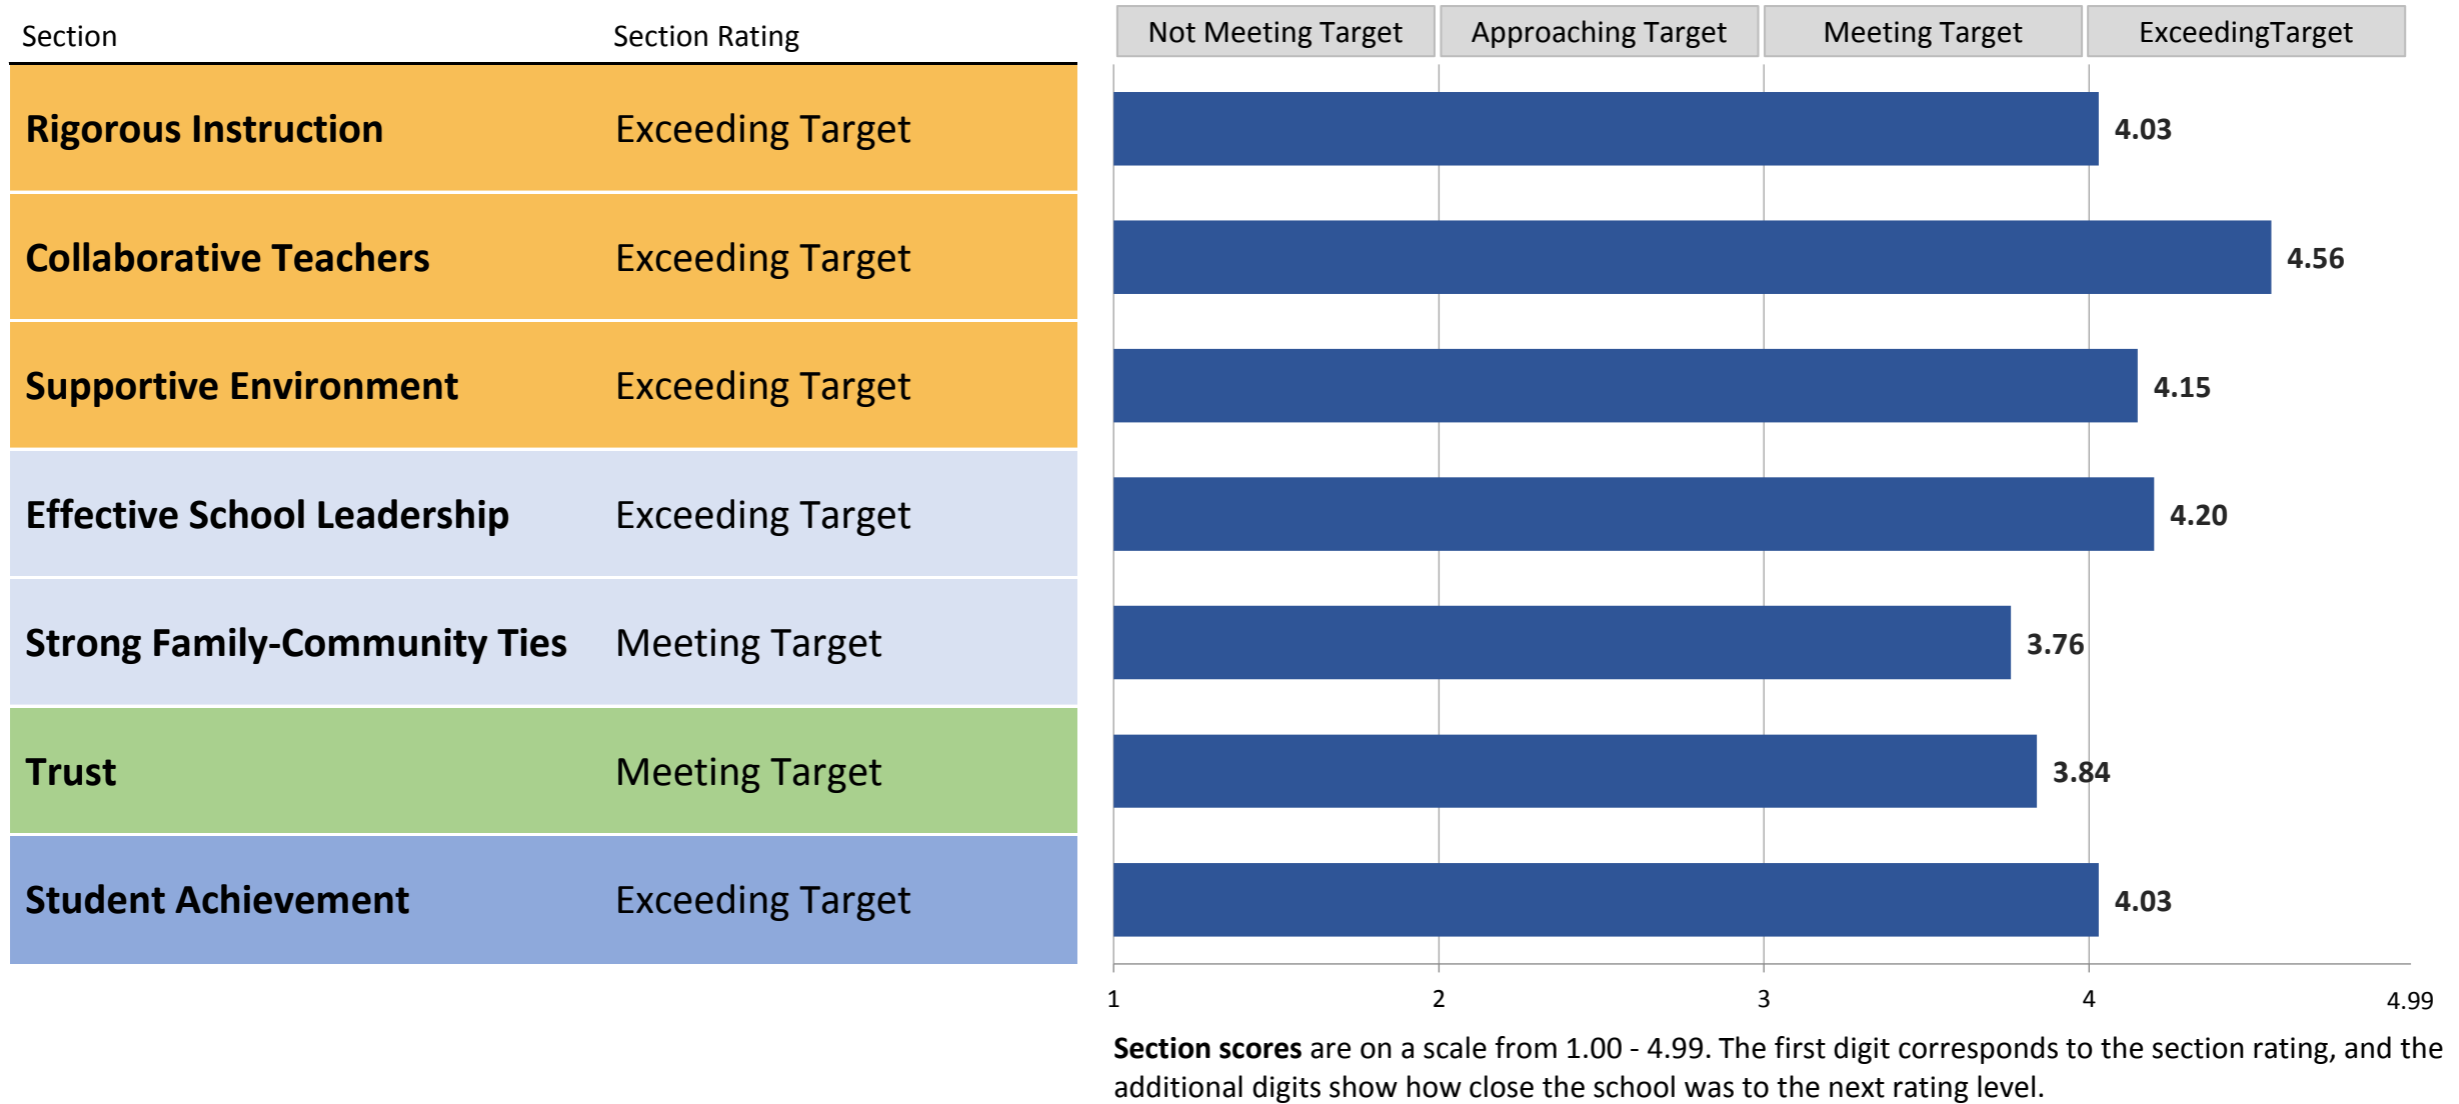 Section Section Rating Not Meeting Target Approaching Target Meeting Target ExceedingTarget
Rigorous Instruction Exceeding Target 4.03
Collaborative Teachers Exceeding Target 4.56
Supportive Environment Exceeding Target 4.15
Effective School Leadership Exceeding Target 4.20
Strong Family-Community Ties Meeting Target 3.76
Trust Meeting Target 3.84
Student Achievement Exceeding Target 4.03
1 2 3 4 4.99
Section scores are on a scale from 1.00 - 4.99. The first digit corresponds to the section rating, and the
additional digits show how close the school was to the next rating level.